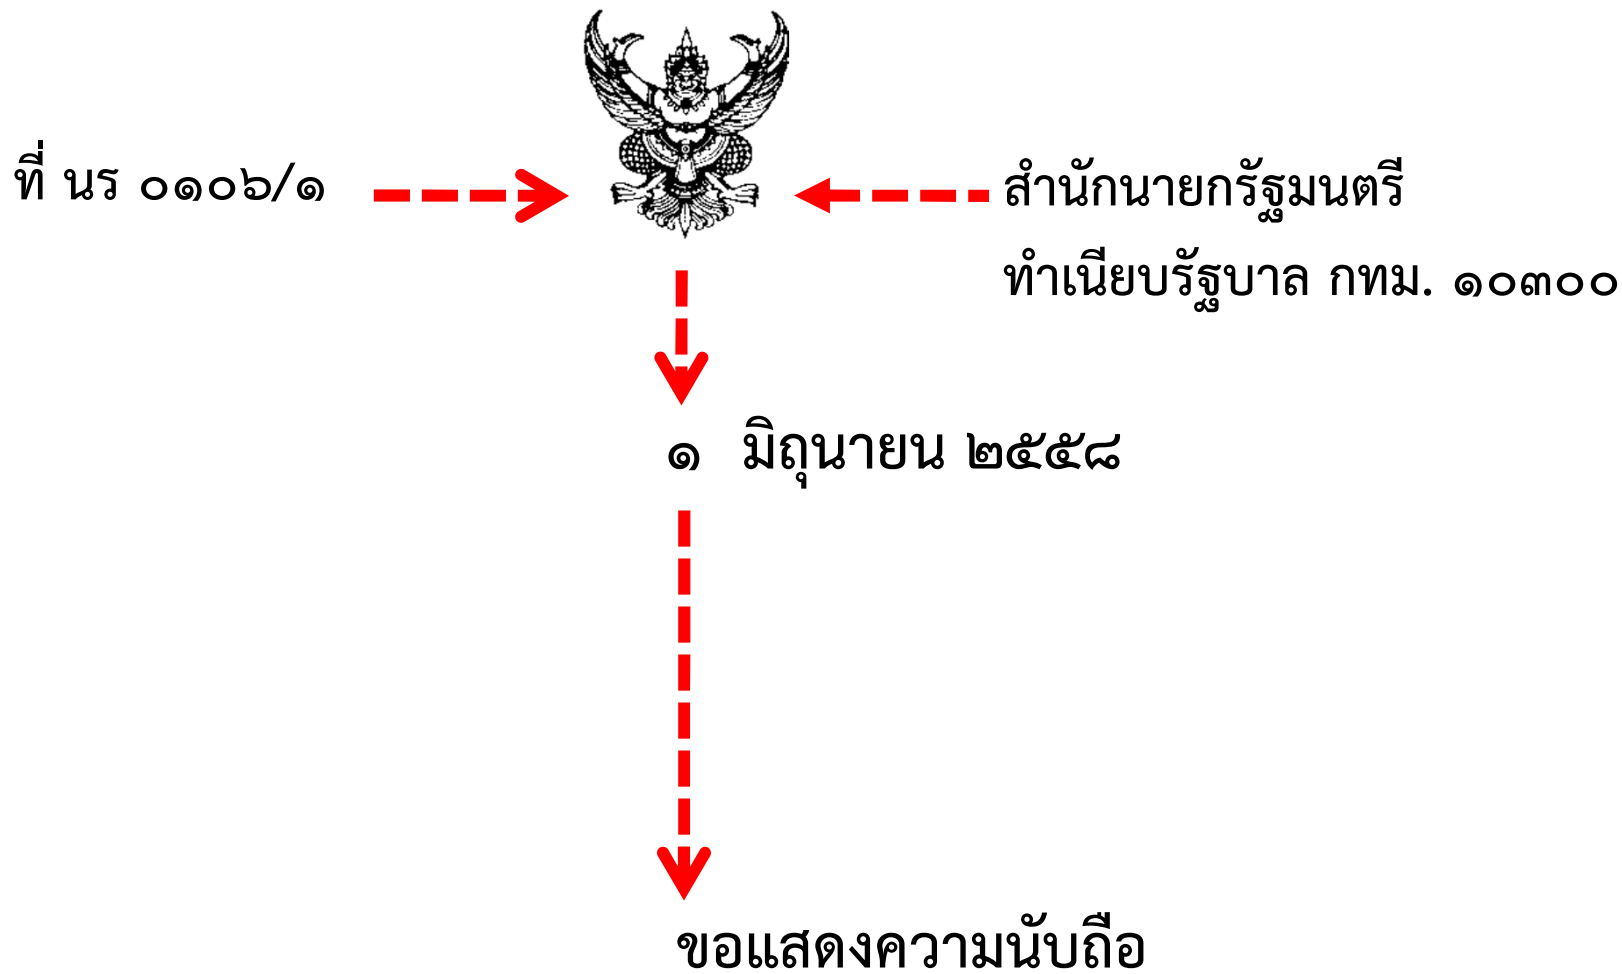 ที่ นร ๐๑๐๖/๑
สำนักนายกรัฐมนตรี
ทำเนียบรัฐบาล กทม. ๑๐๓๐๐
๑ มิถุนายน ๒๕๕๘
ขอแสดงความนับถือ